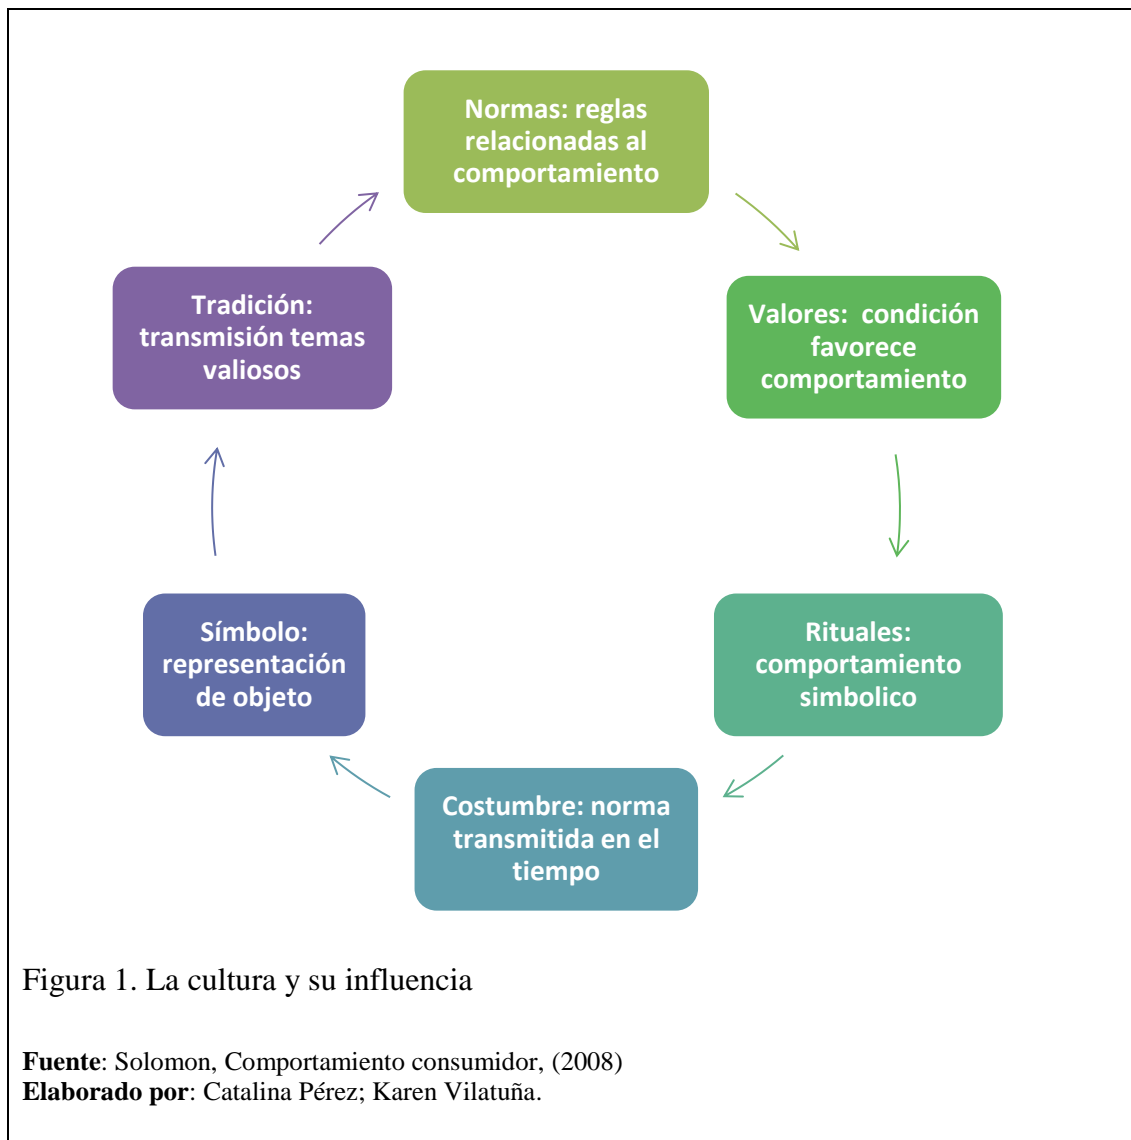 Normas: reglas
relacionadas al
comportamiento
Valores: condición
favorece
comportamiento
Rituales:
comportamiento
simbolico
Costumbre: norma
transmitida en el
tiempo
Símbolo:
representación
de objeto
Tradición:
transmisión temas
valiosos
Figura 1. La cultura y su influencia
Fuente: Solomon, Comportamiento consumidor, (2008)
Elaborado por: Catalina Pérez; Karen Vilatuña.